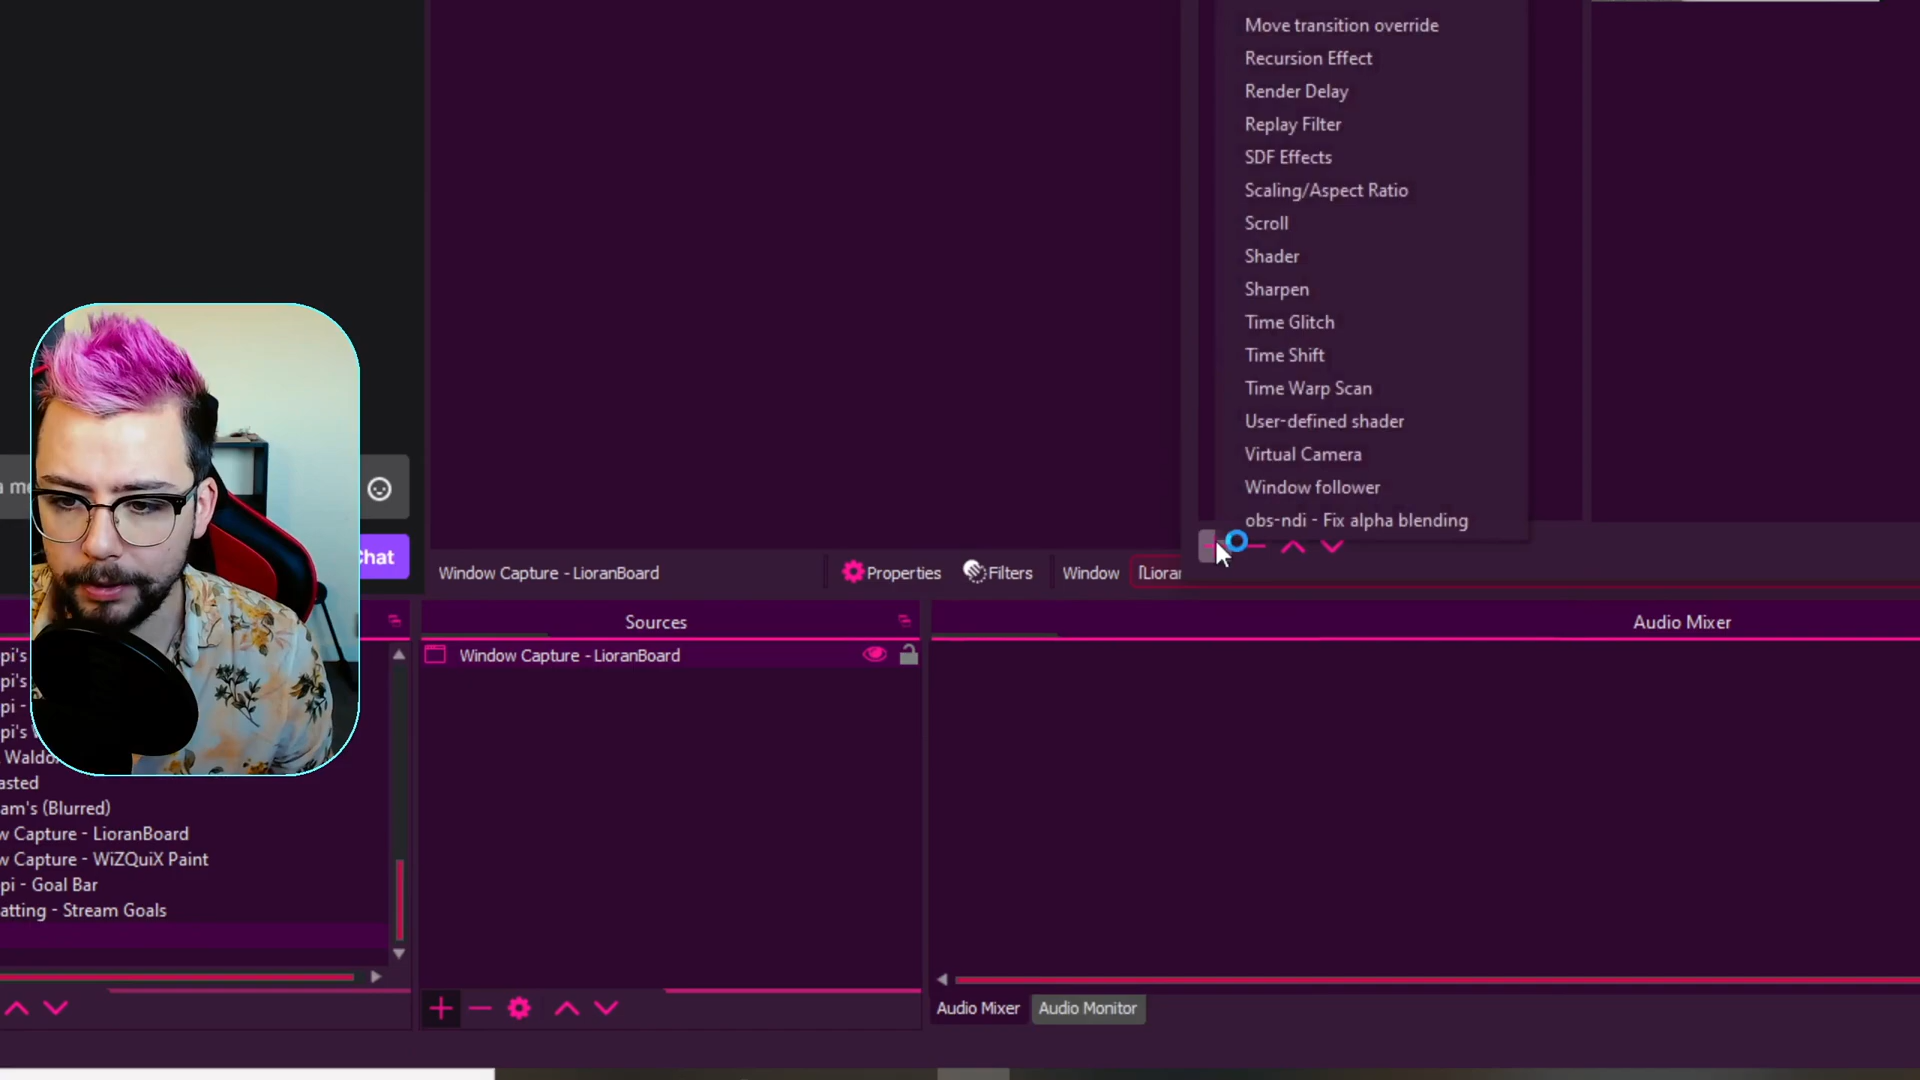 Move transition override
Recursion Effect
Render Delay
Replay Filter
SDF Effects
Scaling/Aspect Ratio
Scroll
Shader
Sharpen
Time Glitch
Time Shift
Time Warp Scan
User-defined shader
Virtual Camera
Window follower
obs-ndi - Fix alpha blending
a me
Chat
Window Capture - LioranBoard
Properties
Filters
Window
[Liorar
Sources
Audio Mixer
Window Capture - LioranBoard
pi's
pi's
pi -
pi's W
Waldo
asted
am's (Blurred)
w Capture - LioranBoard
w Capture - WiZQuiX Paint
pi - Goal Bar
atting - Stream Goals
Audio Mixer
Audio Monitor